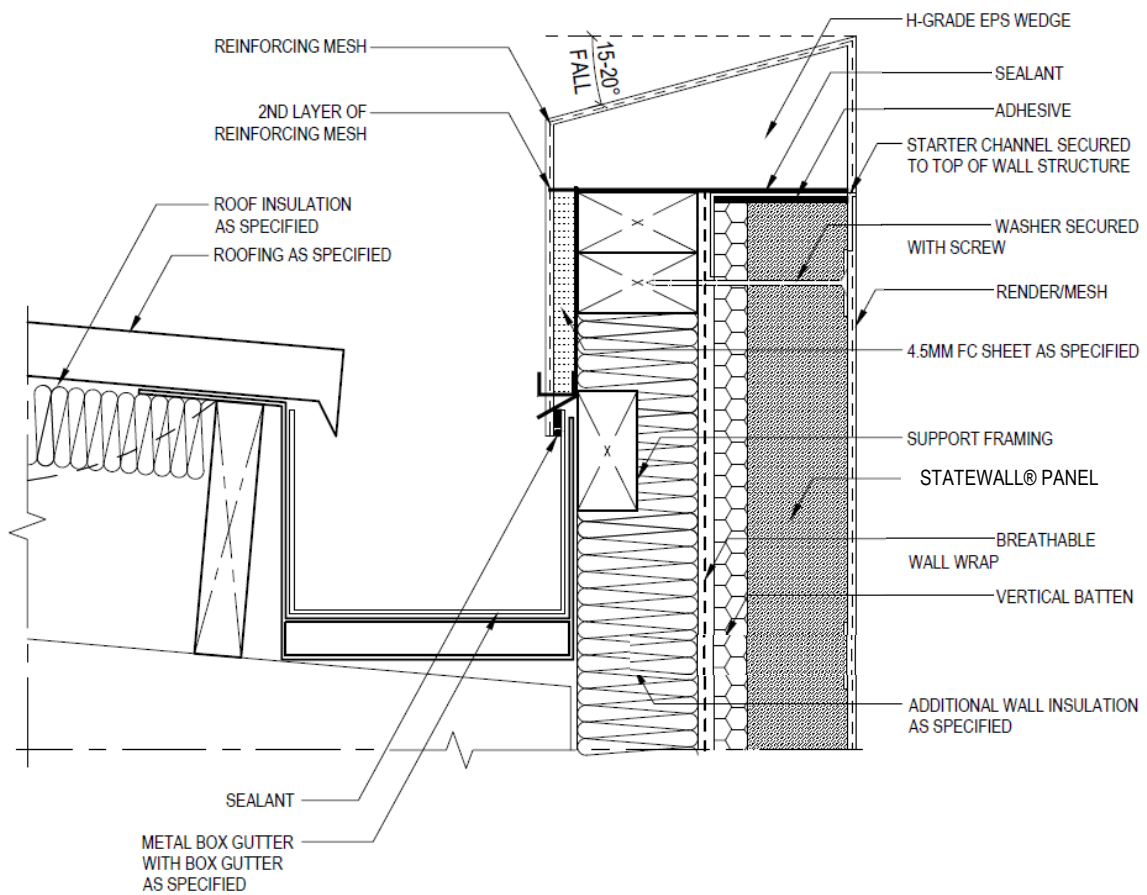 REINFORCING MESH
2ND LAYER OF
REINFORCING MESH
ROOF INSULATION
AS SPECIFIED
ROOFING AS SPECIFIED
15-20°
FALL
H-GRADE EPS WEDGE
SEALANT
ADHESIVE
STARTER CHANNEL SECURED
TO TOP OF WALL STRUCTURE
WASHER SECURED
WITH SCREW
RENDER/MESH
4.5MM FC SHEET AS SPECIFIED
SUPPORT FRAMING
STATEWALL® PANEL
BREATHABLE
WALL WRAP
VERTICAL BATTEN
ADDITIONAL WALL INSULATION
AS SPECIFIED
SEALANT
METAL BOX GUTTER
WITH BOX GUTTER
AS SPECIFIED